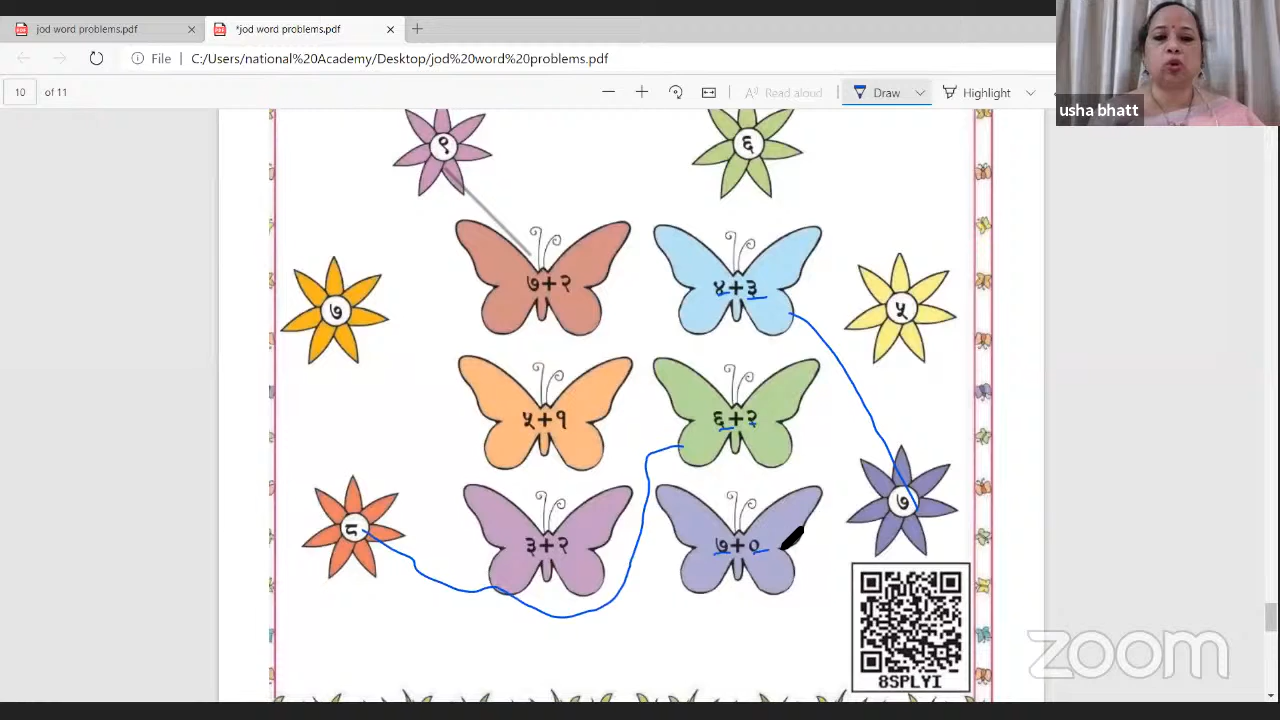 jod word problems.pdf
*jod word problems.pdf
File
C:/Users/national%20Academy/Desktop/jod%20word%20problems.pdf
10 of 11
Read aloud
Draw
Highlight
usha bhatt
९
६
७+२
४+३
७
५
५+१
६+२
८
३+२
७+०
७
8SPLYI
zoom